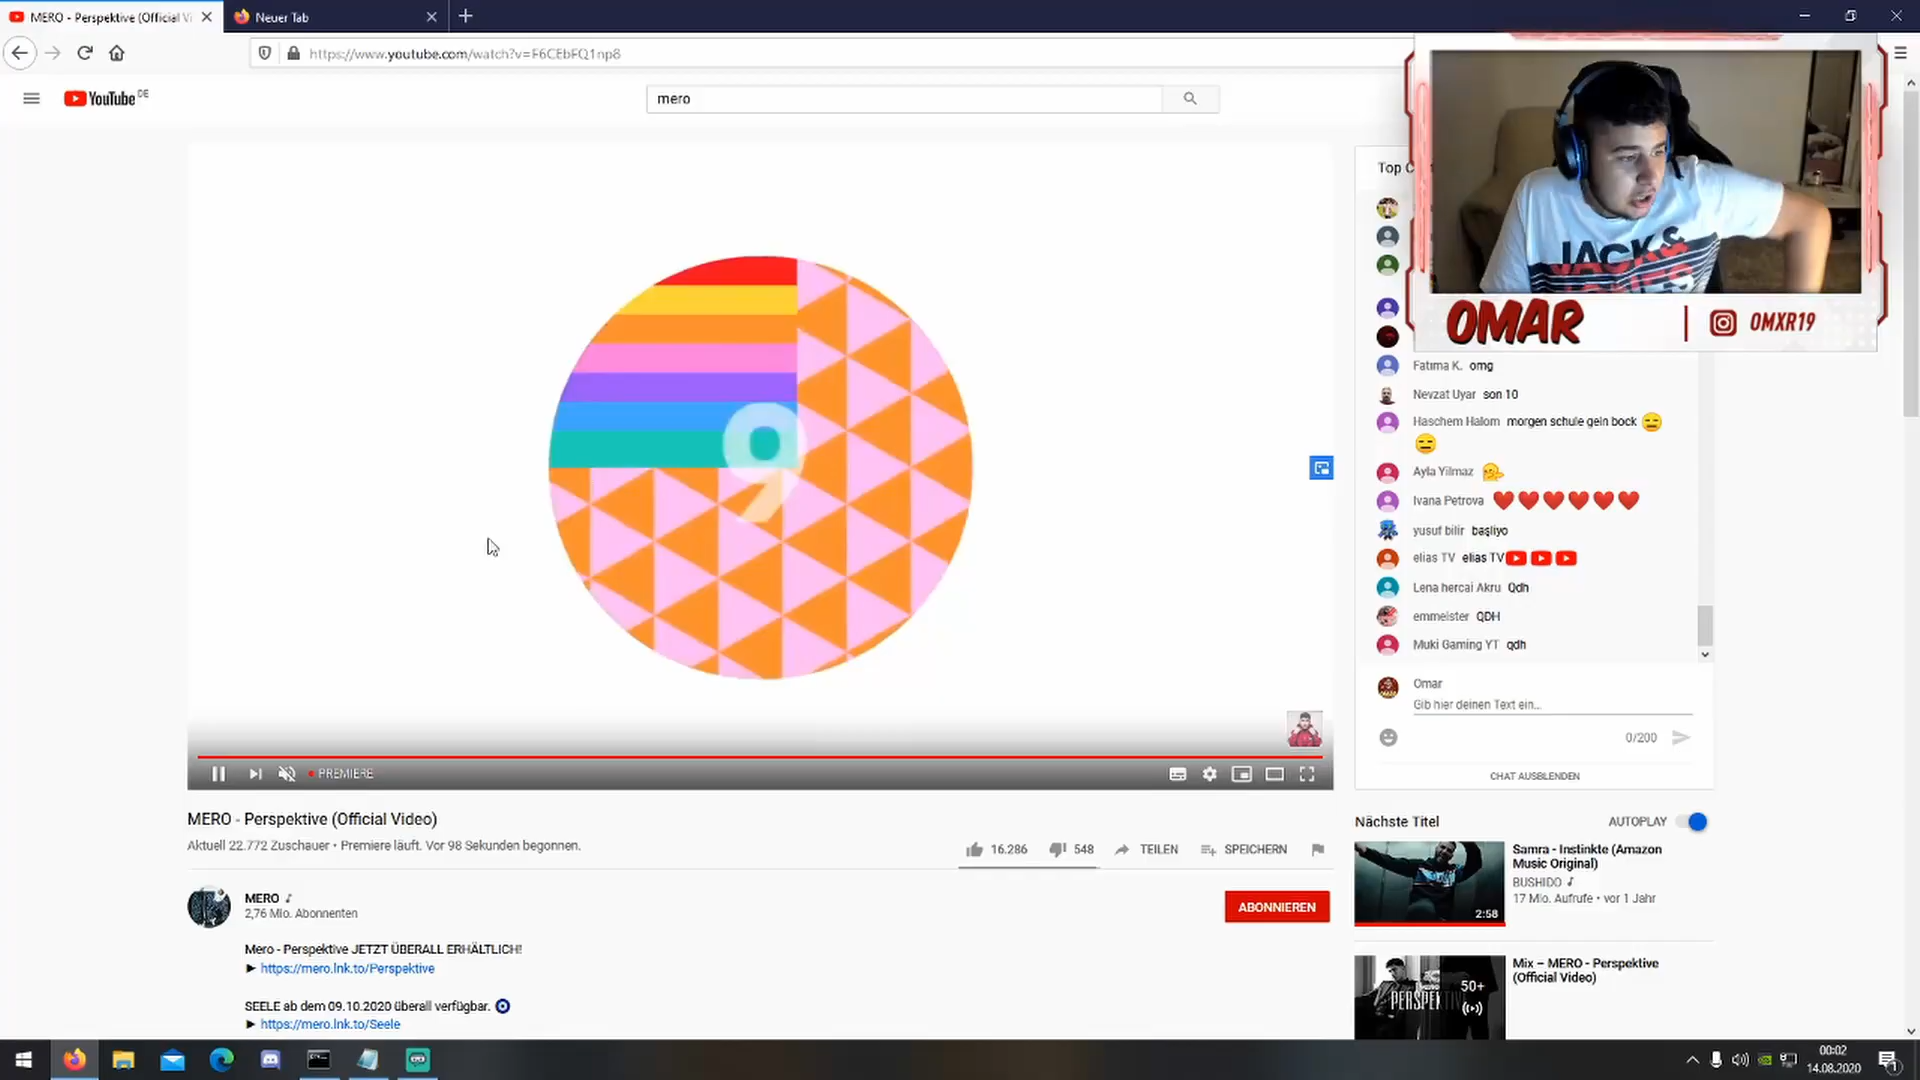 MERO - Perspektive (Official Vi
Neuer Tab
https://www.youtube.com/watch?v=F6CEbFQ1np8
YouTube DE
mero
Top C
JACK &
OMAR
OMXR19
9
Fatima K. omg
Nevzat Uyar son 10
Haschem Halom morgen schule gein bock
Ayla Yilmaz
Ivana Petrova
yusuf bilir başliyo
elias TV elias TV
Lena hercai Akru Qdh
emmeister QDH
Muki Gaming YT qdh
Omar
Gib hier deinen Text ein...
0/200
CHAT AUSBLENDEN
PREMIERE
MERO - Perspektive (Official Video)
Aktuell 22.772 Zuschauer • Premiere läuft. Vor 98 Sekunden begonnen.
16.286
548
TEILEN
SPEICHERN
MERO
2,76 Mio. Abonnenten
ABONNIEREN
Mero - Perspektive JETZT ÜBERALL ERHÄLTLICH!
► https://mero.lnk.to/Perspektive
SEELE ab dem 09.10.2020 überall verfügbar.
► https://mero.lnk.to/Seele
Nächste Titel
AUTOPLAY
Samra - Instinkte (Amazon
Music Original)
BUSHIDO
17 Mio. Aufrufe • vor 1 Jahr
2:58
Mix – MERO - Perspektive
(Official Video)
50+
00:02
14.08.2020
1